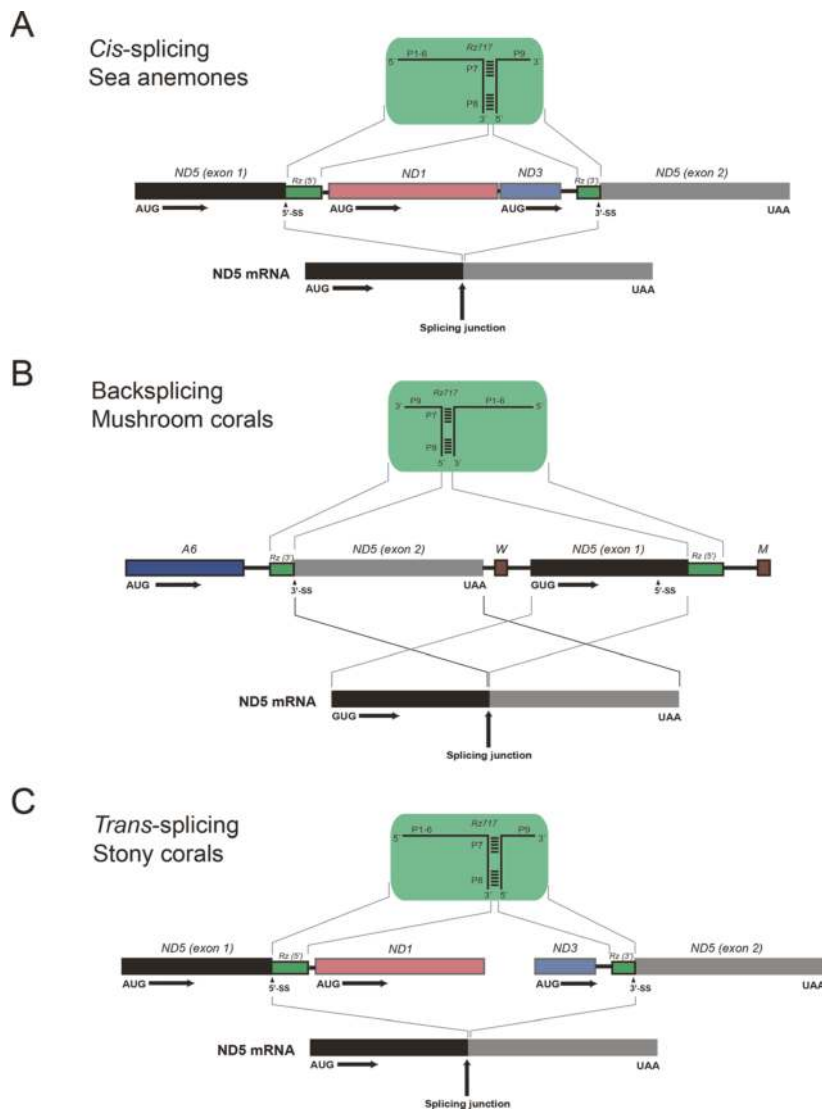 A
Cis-splicing
Sea anemones
Rz717
P1-6
P9
5´
3´
P7
P8
3´ 5´
ND5 (exon 1)
Rz (5')
ND1
ND3
Rz (3')
ND5 (exon 2)
AUG
5'-SS
AUG
AUG
3'-SS
UAA
ND5 mRNA
AUG
UAA
Splicing junction
B
Backsplicing
Mushroom corals
Rz717
3´
P9
P1-6
5´
P7
P8
5´ 3´
A6
Rz (3')
ND5 (exon 2)
W
ND5 (exon 1)
Rz (5')
M
AUG
3'-SS
UAA
GUG
5'-SS
ND5 mRNA
GUG
UAA
Splicing junction
C
Trans-splicing
Stony corals
Rz717
5´
P1-6
P9
3´
P7
P8
3´ 5´
ND5 (exon 1)
Rz (5')
ND1
ND3
Rz (3')
ND5 (exon 2)
AUG
5'-SS
AUG
AUG
3'-SS
UAA
ND5 mRNA
AUG
UAA
Splicing junction